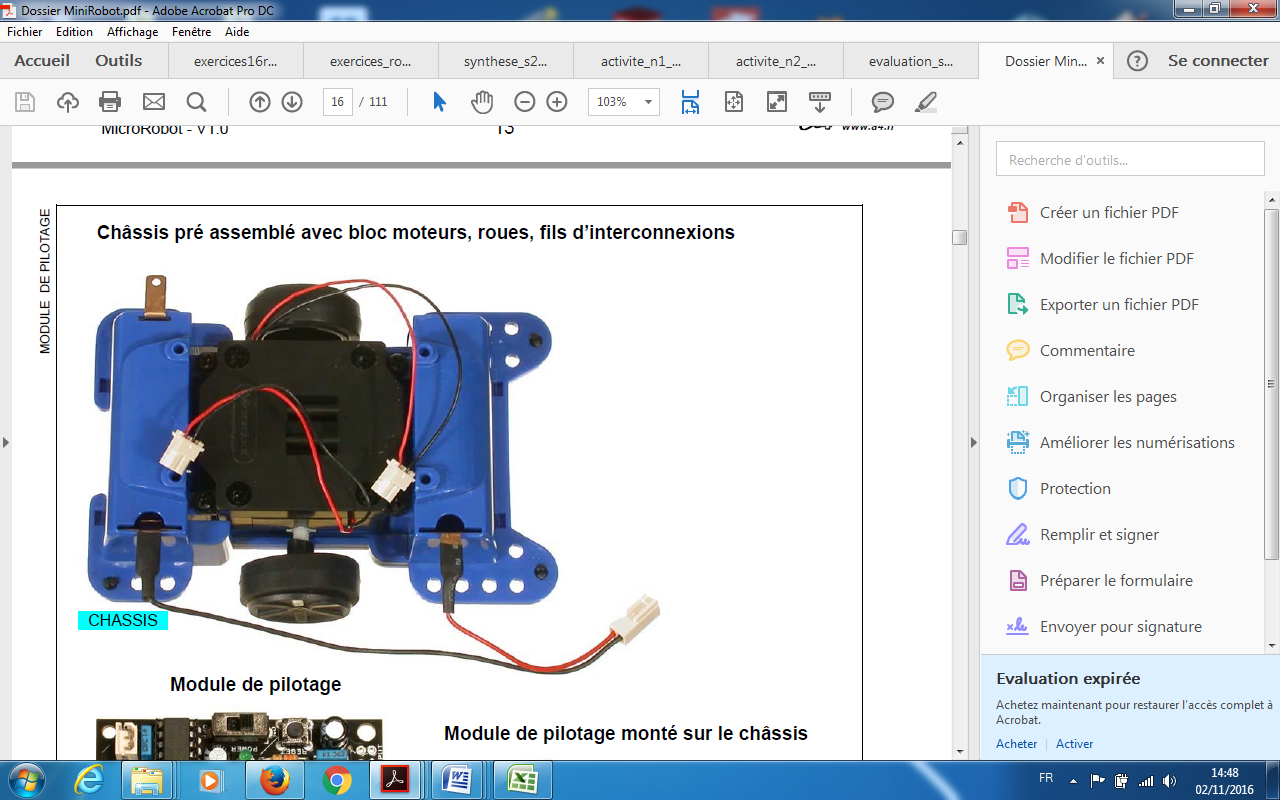 Dossier MiniRobot.pdf - Adobe Acrobat Pro DC
Fichier Edition Affichage Fenêtre Aide
Accueil Outils exercices16r... exercices_ro... synthese_s2... activite_n1_... activite_n2_... evaluation_s... Dossier Min... × ? Se connecter
16 / 111 103%
MicroRobot - V1.0 13 www.a4.fr
Recherche d'outils...
MODULE DE PILOTAGE
Châssis pré assemblé avec bloc moteurs, roues, fils d'interconnexions
CHASSIS
Module de pilotage
Module de pilotage monté sur le châssis
POWER
RESET
Créer un fichier PDF
Modifier le fichier PDF
Exporter un fichier PDF
Commentaire
Organiser les pages
Améliorer les numérisations
Protection
Remplir et signer
Préparer le formulaire
Envoyer pour signature
Evaluation expirée
Achetez maintenant pour restaurer l'accès complet à
Acrobat.
Acheter | Activer
FR 14:48
02/11/2016